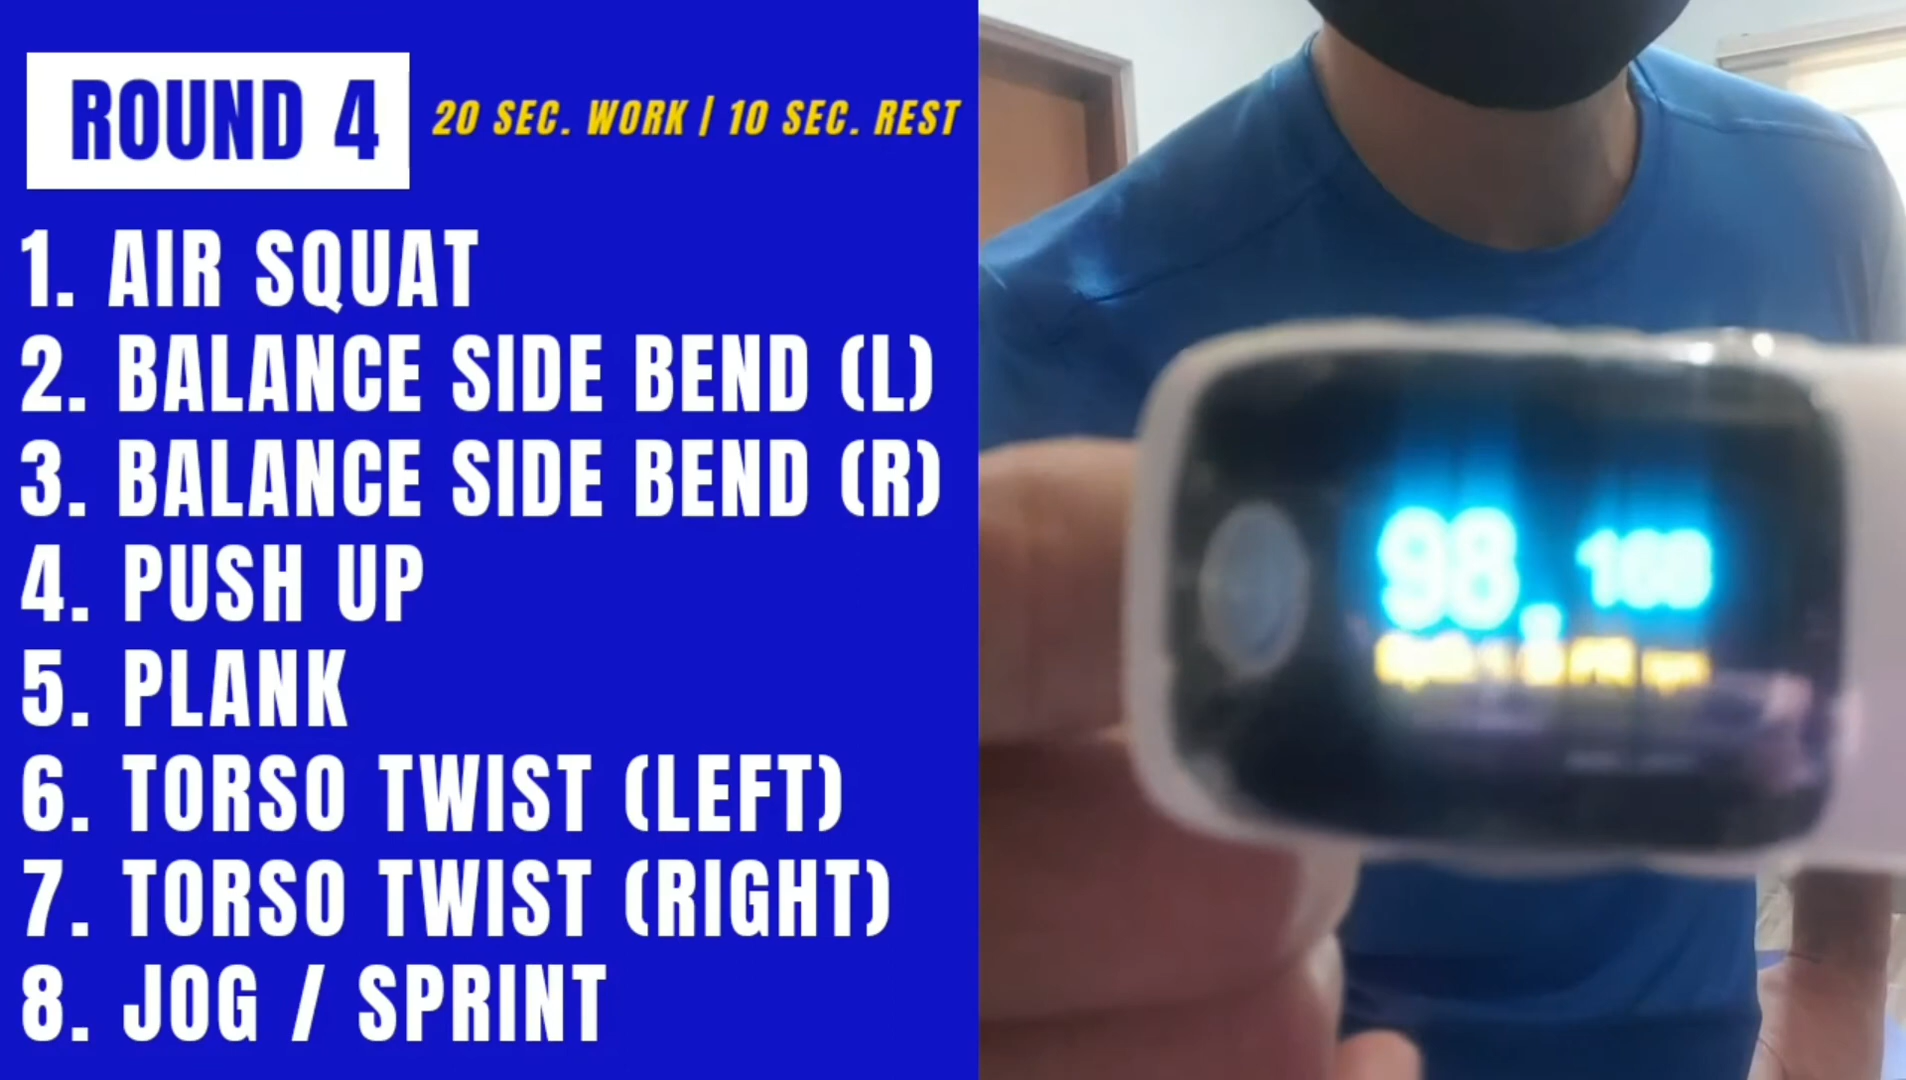 ROUND 4
20 SEC. WORK | 10 SEC. REST
1. AIR SQUAT
2. BALANCE SIDE BEND (L)
3. BALANCE SIDE BEND (R)
4. PUSH UP
5. PLANK
6. TORSO TWIST (LEFT)
7. TORSO TWIST (RIGHT)
8. JOG / SPRINT
98